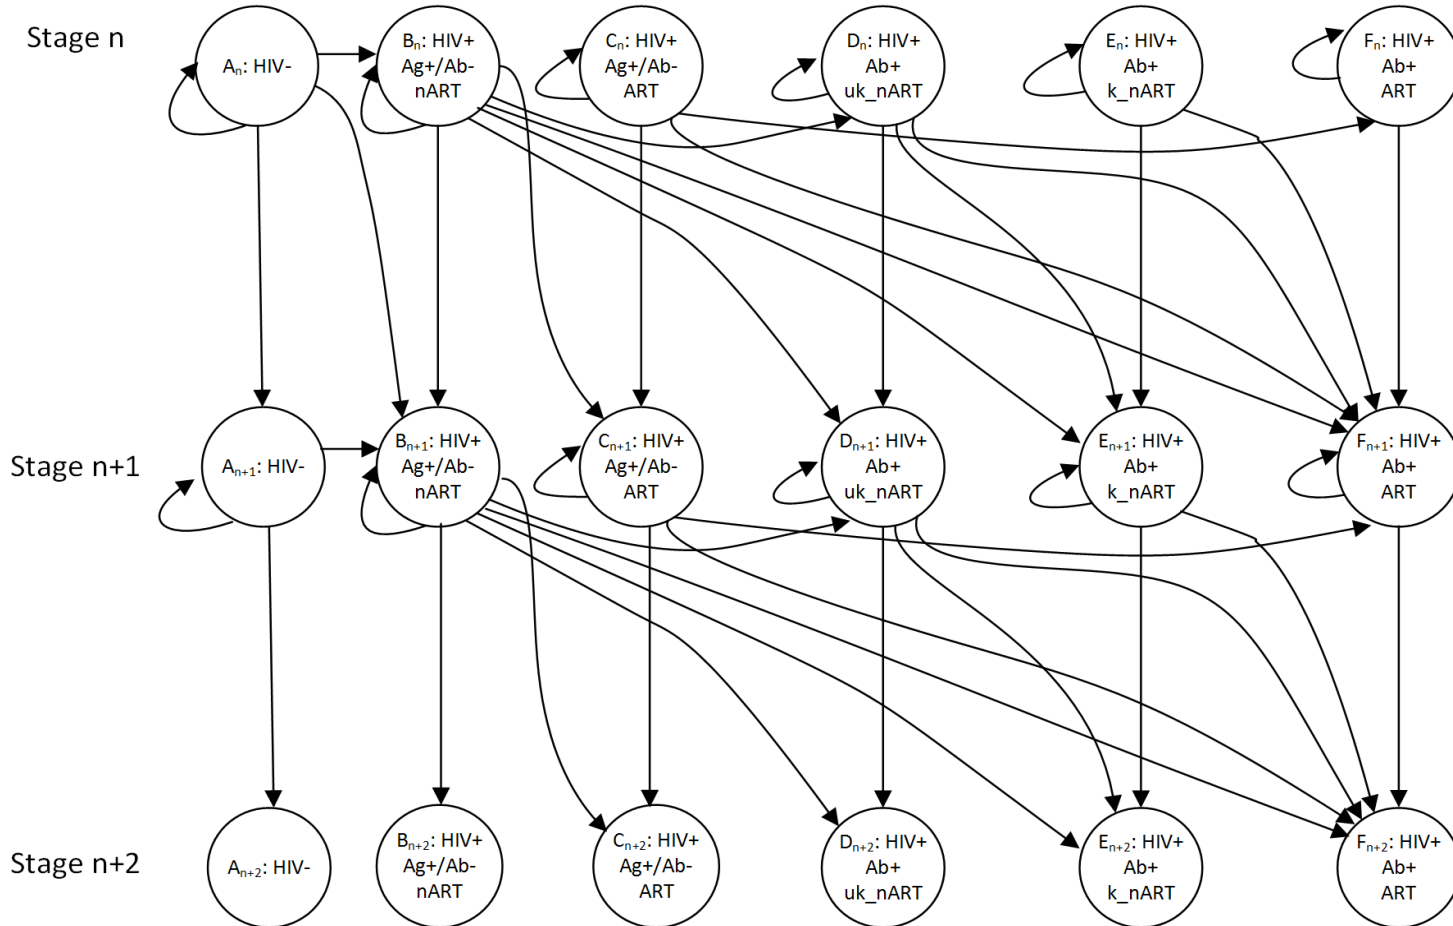 Stage n
Aₙ: HIV-
Bₙ: HIV+
Ag+/Ab-
nART
Cₙ: HIV+
Ag+/Ab-
ART
Dₙ: HIV+
Ab+
uk_nART
Eₙ: HIV+
Ab+
k_nART
Fₙ: HIV+
Ab+
ART
Stage n+1
Aₙ₊₁: HIV-
Bₙ₊₁: HIV+
Ag+/Ab-
nART
Cₙ₊₁: HIV+
Ag+/Ab-
ART
Dₙ₊₁: HIV+
Ab+
uk_nART
Eₙ₊₁: HIV+
Ab+
k_nART
Fₙ₊₁: HIV+
Ab+
ART
Stage n+2
Aₙ₊₂: HIV-
Bₙ₊₂: HIV+
Ag+/Ab-
nART
Cₙ₊₂: HIV+
Ag+/Ab-
ART
Dₙ₊₂: HIV+
Ab+
uk_nART
Eₙ₊₂: HIV+
Ab+
k_nART
Fₙ₊₂: HIV+
Ab+
ART